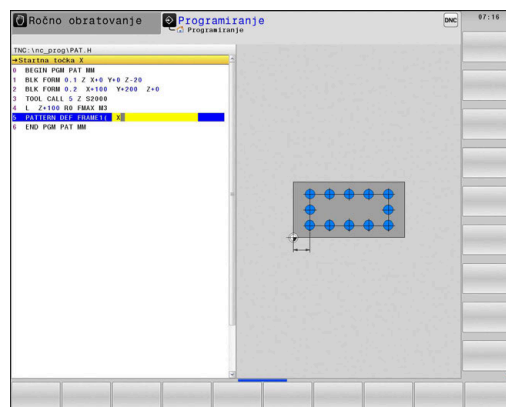 Ročno obratovanje
Programiranje
Programiranje
DNC
07:16
TNC:\nc_prog\PAT.H
→Startna točka X
0 BEGIN PGM PAT MM
1 BLK FORM 0.1 Z X+0 Y+0 Z-20
2 BLK FORM 0.2 X+100 Y+200 Z+0
3 TOOL CALL 5 Z S2000
4 L Z+100 R0 FMAX M3
5 PATTERN DEF FRAME1( X
6 END PGM PAT MM